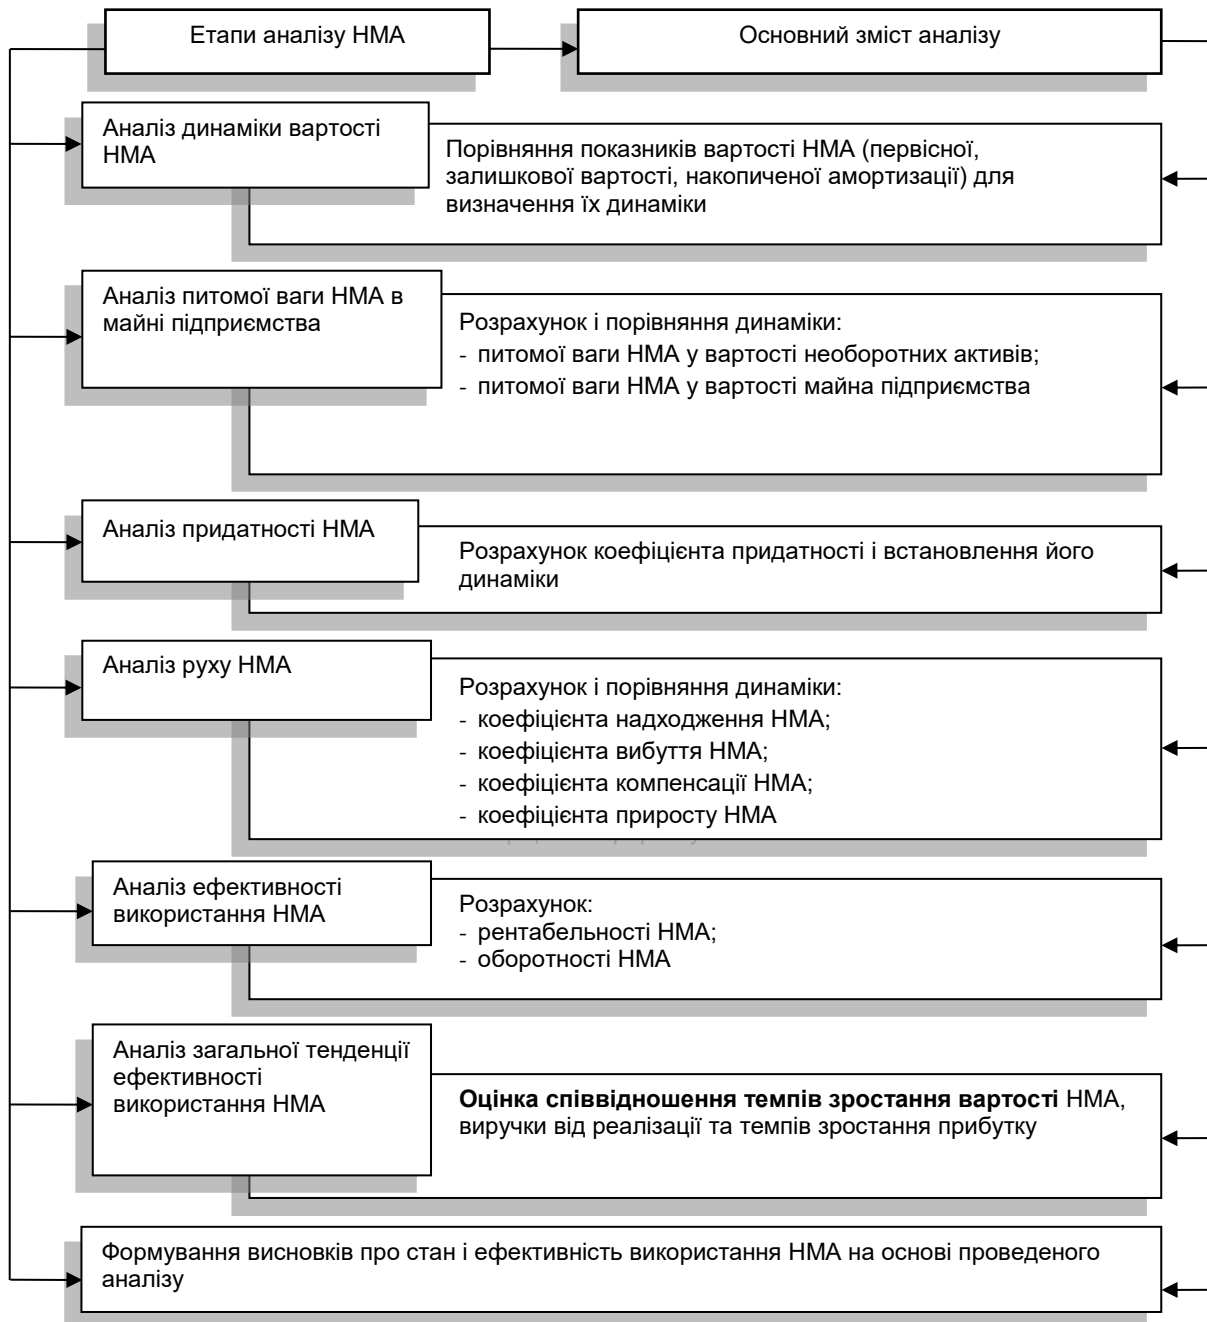 Етапи аналізу НМА
Основний зміст аналізу
Аналіз динаміки вартості
НМА
Порівняння показників вартості НМА (первісної,
залишкової вартості, накопиченої амортизації) для
визначення їх динаміки
Аналіз питомої ваги НМА в
майні підприємства
Розрахунок і порівняння динаміки:
- питомої ваги НМА у вартості необоротних активів;
- питомої ваги НМА у вартості майна підприємства
Аналіз придатності НМА
Розрахунок коефіцієнта придатності і встановлення його
динаміки
Аналіз руху НМА
Розрахунок і порівняння динаміки:
- коефіцієнта надходження НМА;
- коефіцієнта вибуття НМА;
- коефіцієнта компенсації НМА;
- коефіцієнта приросту НМА
Аналіз ефективності
використання НМА
Розрахунок:
- рентабельності НМА;
- оборотності НМА
Аналіз загальної тенденції
ефективності
використання НМА
Оцінка співвідношення темпів зростання вартості НМА,
виручки від реалізації та темпів зростання прибутку
Формування висновків про стан і ефективність використання НМА на основі проведеного
аналізу